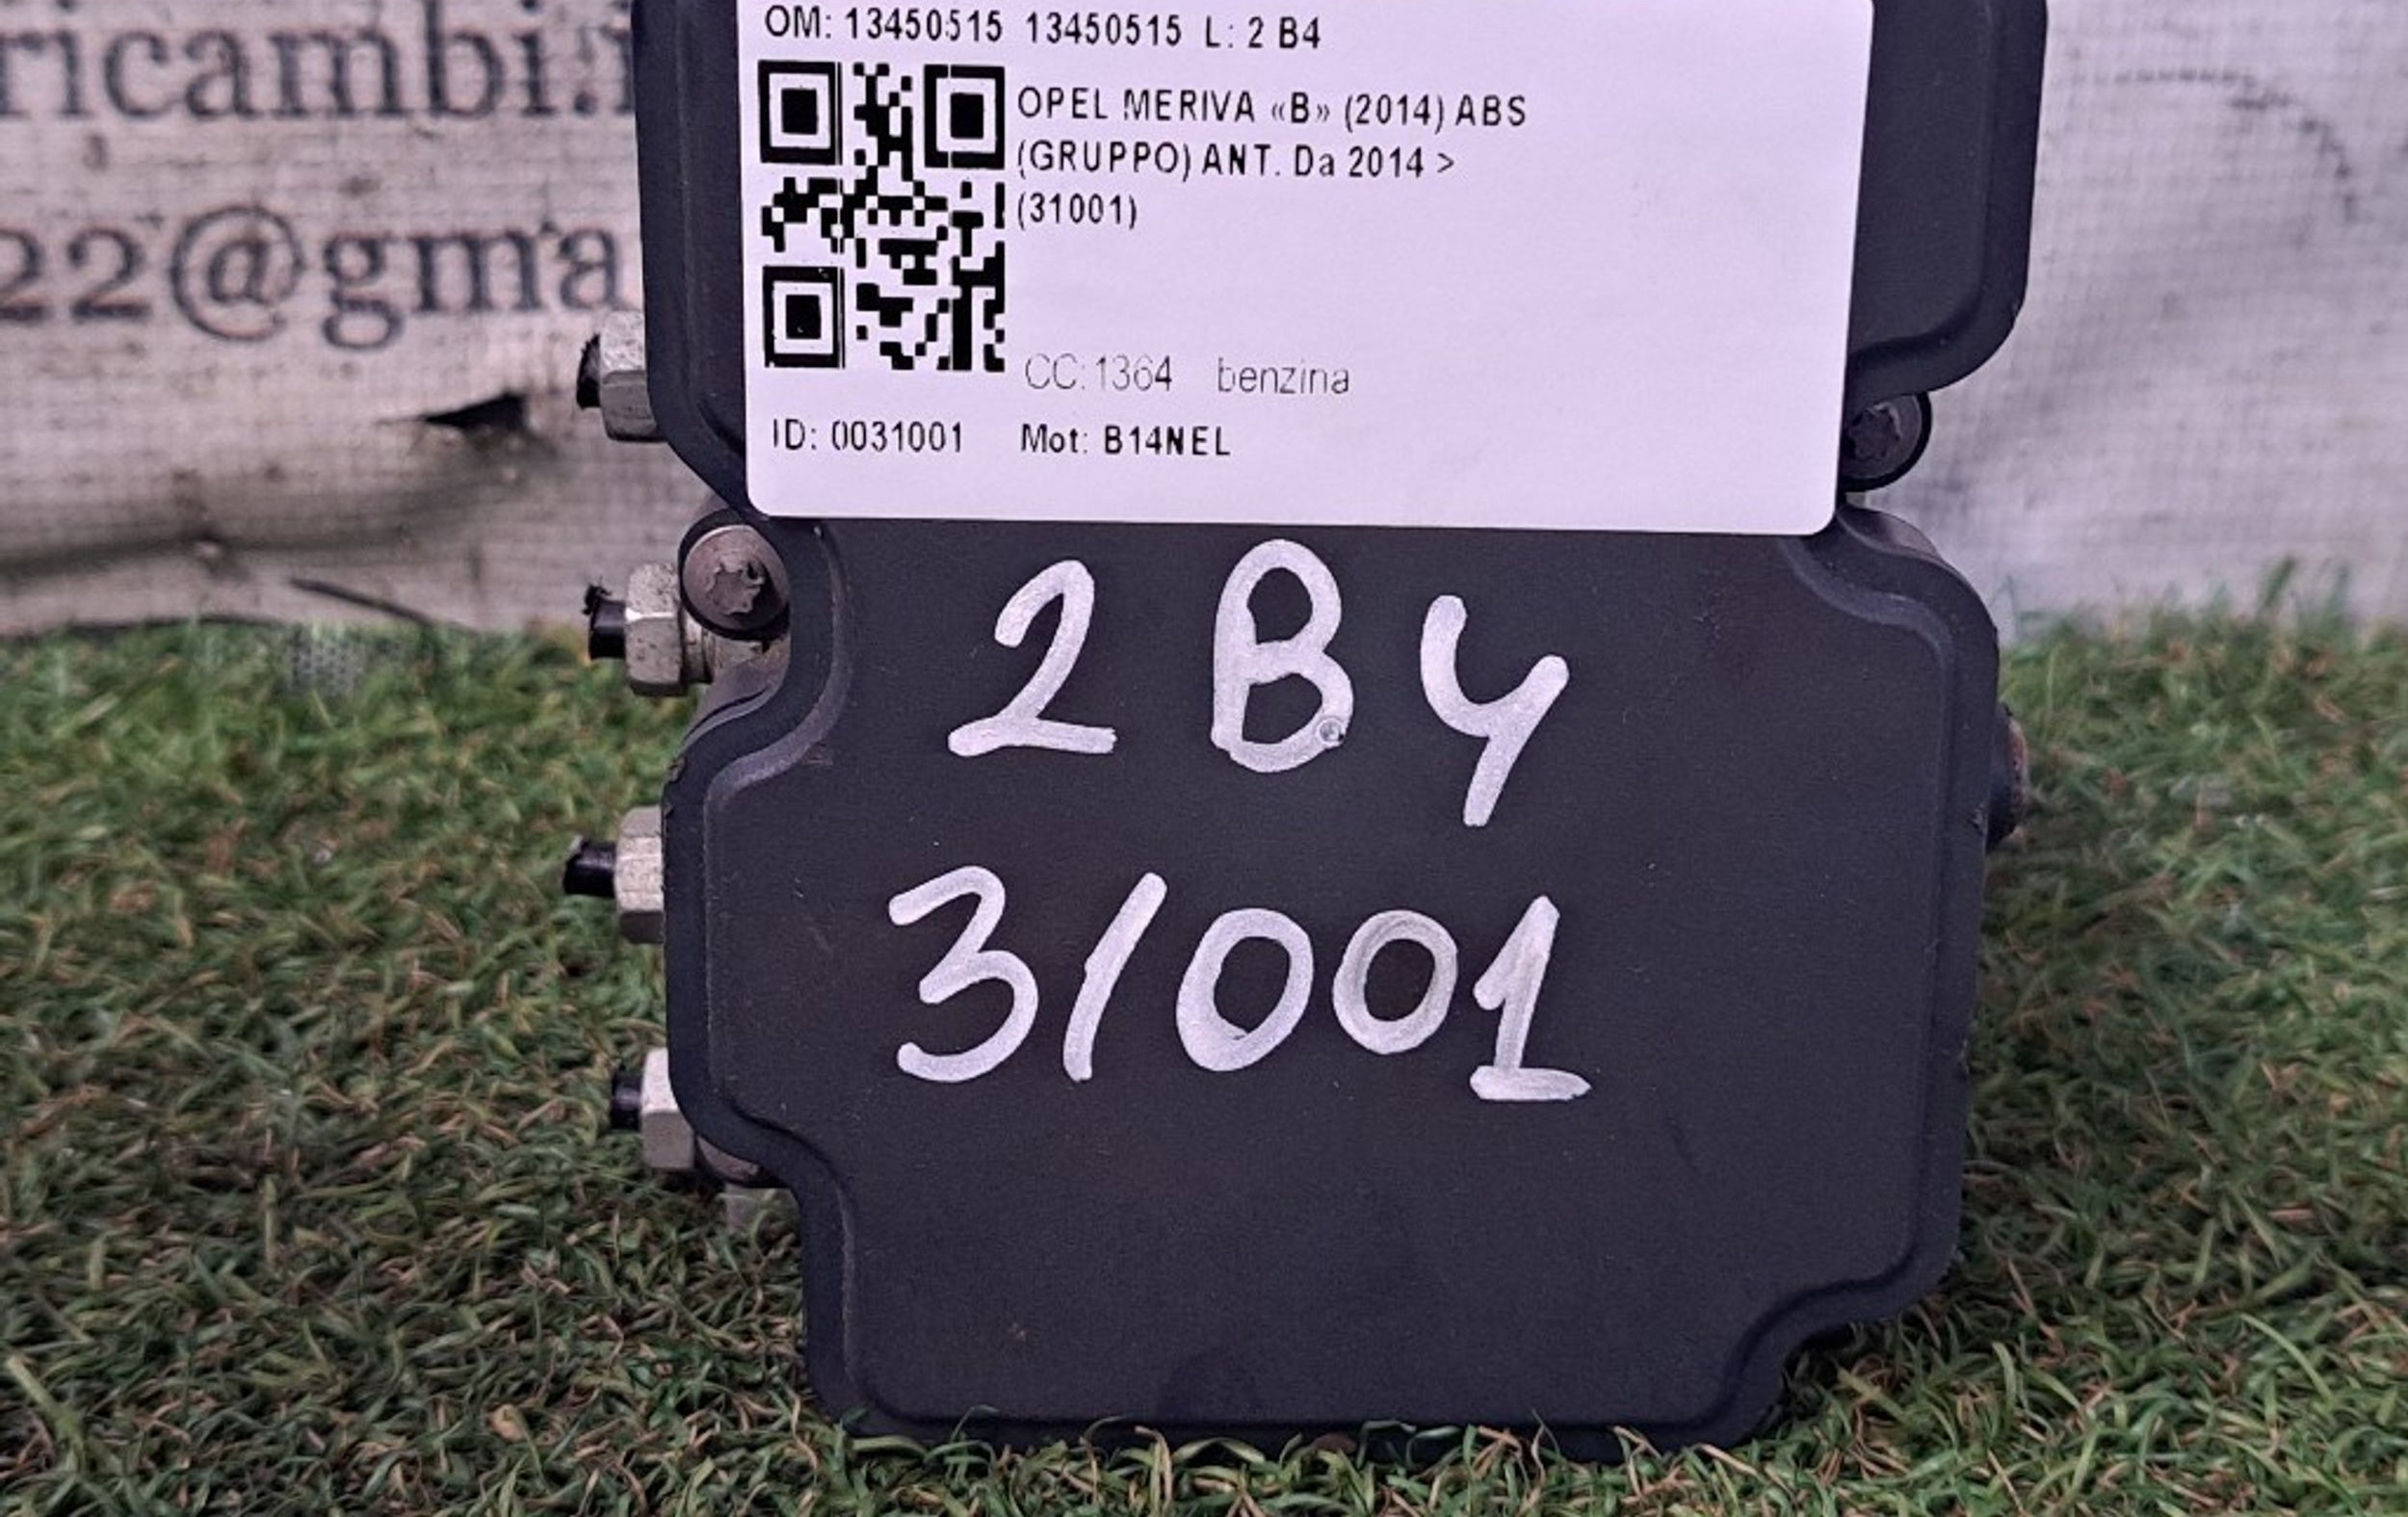 ricambi.i
22@gma
OM: 13450515 13450515 L: 2 B4
OPEL MERIVA «B» (2014) ABS
(GRUPPO) ANT. Da 2014 >
(31001)
CC: 1364 benzina
ID: 0031001 Mot: B14NEL
2 B 4
31001